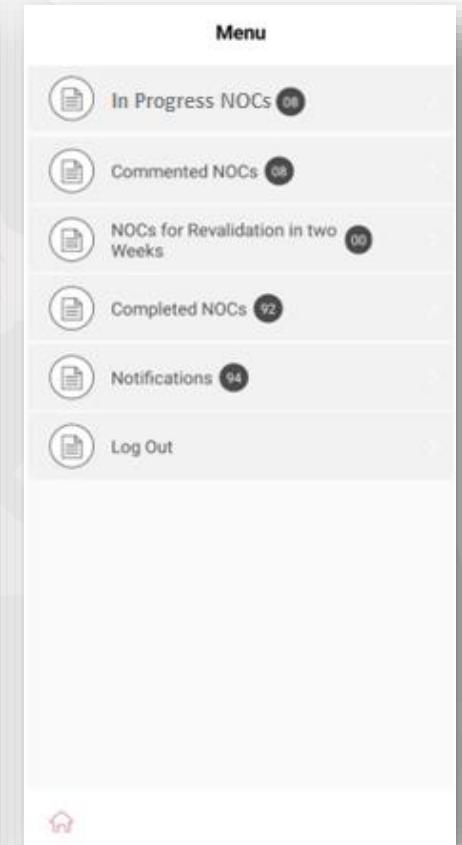 Menu
In Progress NOCs 08
Commented NOCs 08
NOCs for Revalidation in two
Weeks 00
Completed NOCs 92
Notifications 94
Log Out